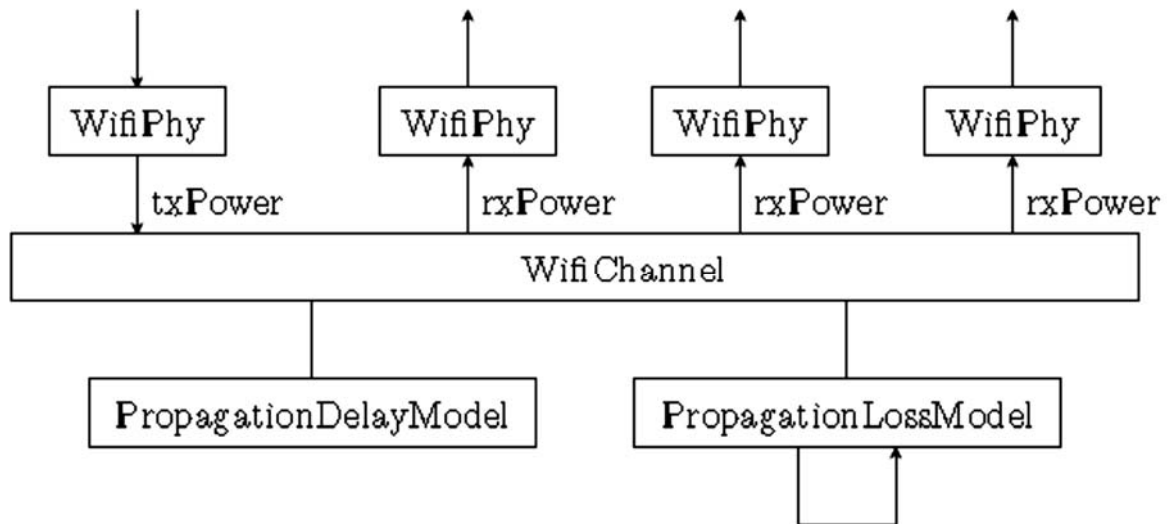 WifiPhy WifiPhy WifiPhy WifiPhy
txPower rxPower rxPower rxPower
WifiChannel
PropagationDelayModel PropagationLossModel